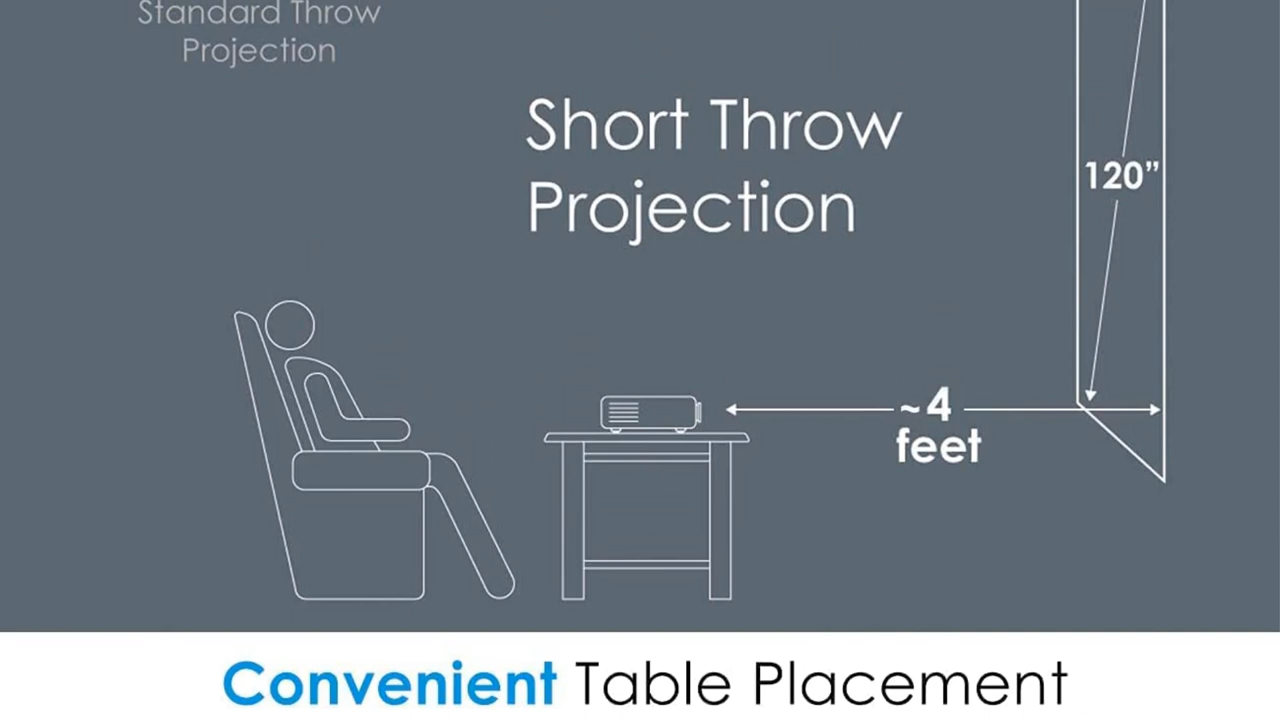 Standard Throw
Projection
Short Throw
Projection
120”
~4
feet
Convenient Table Placement